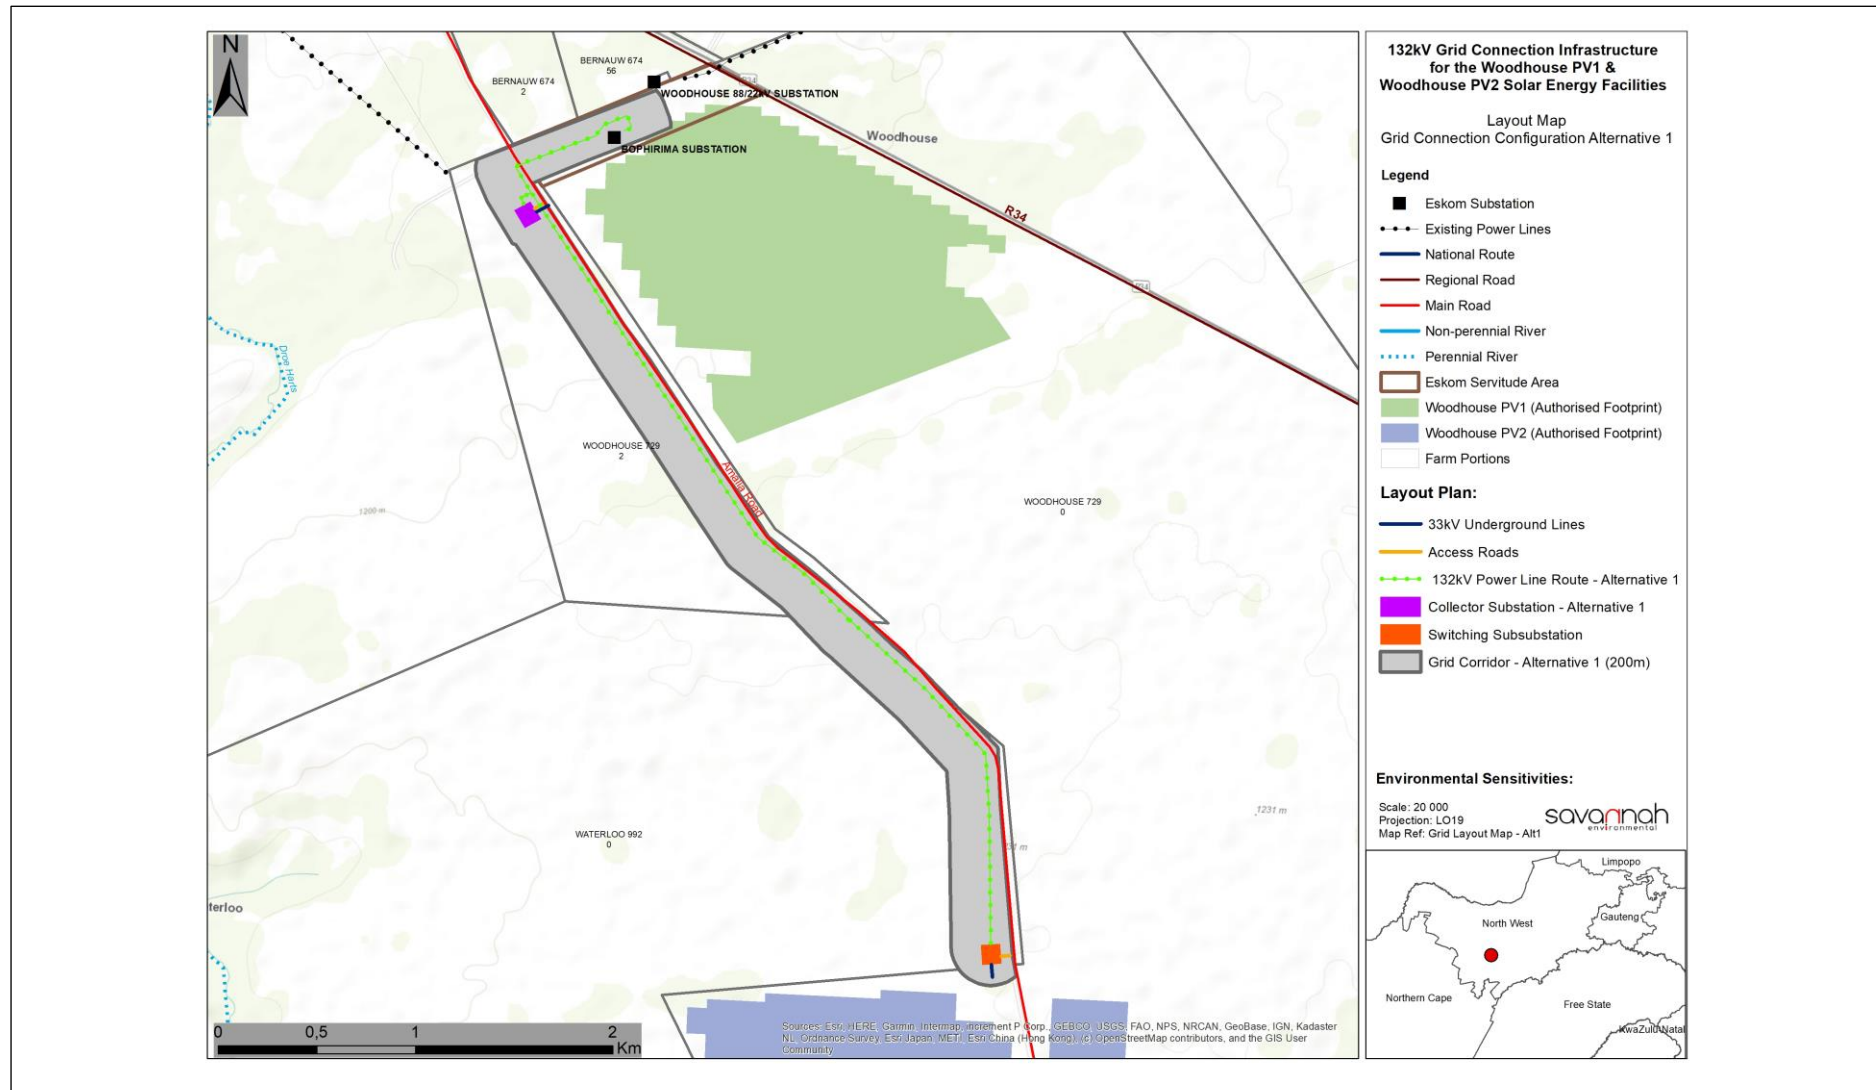 N
BERNAUW 674
2
BERNAUW 674
56
WOODHOUSE 88/22kV SUBSTATION
BOPHIRIMA SUBSTATION
Woodhouse
R34
R34
R34
Droe Harts
WOODHOUSE 729
2
Amalia Road
WOODHOUSE 729
0
1200 m
1231 m
WATERLOO 992
0
terloo
0 0,5 1 2
Km
Sources: Esri, HERE, Garmin, Intermap, increment P Corp., GEBCO, USGS, FAO, NPS, NRCAN, GeoBase, IGN, Kadaster
NL, Ordnance Survey, Esri Japan, METI, Esri China (Hong Kong), (c) OpenStreetMap contributors, and the GIS User
Community
132kV Grid Connection Infrastructure
for the Woodhouse PV1 &
Woodhouse PV2 Solar Energy Facilities
Layout Map
Grid Connection Configuration Alternative 1
Legend
Eskom Substation
Existing Power Lines
National Route
Regional Road
Main Road
Non-perennial River
Perennial River
Eskom Servitude Area
Woodhouse PV1 (Authorised Footprint)
Woodhouse PV2 (Authorised Footprint)
Farm Portions
Layout Plan:
33kV Underground Lines
Access Roads
132kV Power Line Route - Alternative 1
Collector Substation - Alternative 1
Switching Subsubstation
Grid Corridor - Alternative 1 (200m)
Environmental Sensitivities:
Scale: 20 000
Projection: LO19
Map Ref: Grid Layout Map - Alt1
savannah
environmental
Limpopo
North West
Gauteng
Northern Cape
Free State
KwaZulu-Natal